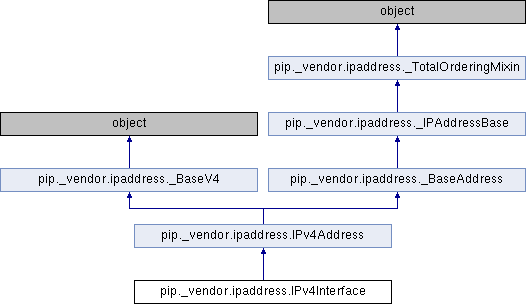 object
pip._vendor.ipaddress._TotalOrderingMixin
object
pip._vendor.ipaddress._IPAddressBase
pip._vendor.ipaddress._BaseV4
pip._vendor.ipaddress._BaseAddress
pip._vendor.ipaddress.IPv4Address
pip._vendor.ipaddress.IPv4Interface